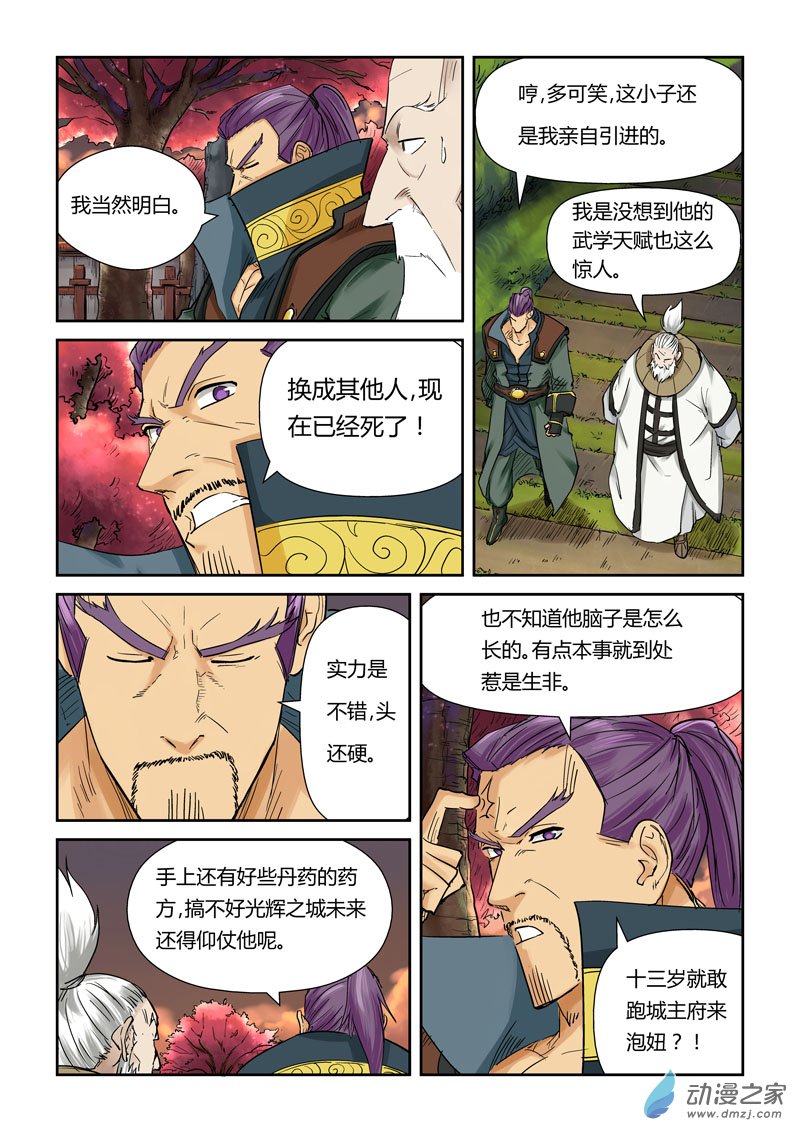 我当然明白。
哼，多可笑，这小子还
是我亲自引进的。
我是没想到他的
武学天赋也这么
惊人。
换成其他人，现
在已经死了！
实力是
不错，头
还硬。
也不知道他脑子是怎么
长的。有点本事就到处
惹是生非。
手上还有好些丹药的药
方，搞不好光辉之城未来
还得仰仗他呢。
十三岁就敢
跑城主府来
泡妞？！
动漫之家
www.dmzj.com